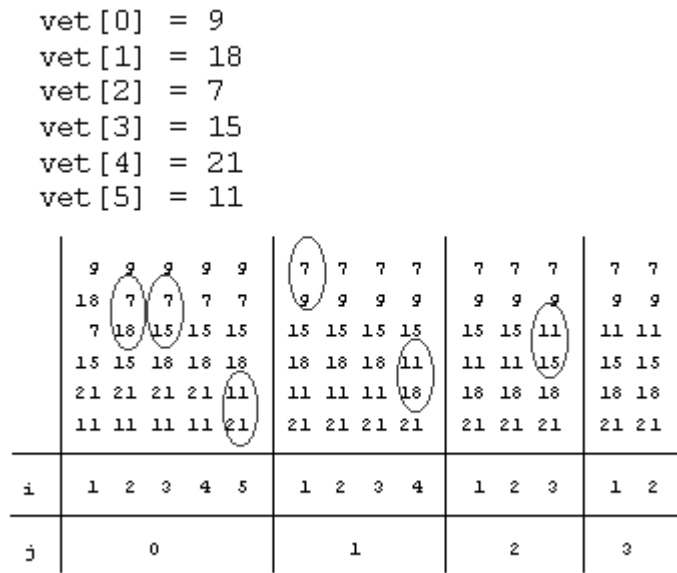 vet[0] = 9
vet[1] = 18
vet[2] = 7
vet[3] = 15
vet[4] = 21
vet[5] = 11
9 9 9 9 9 7 7 7 7 7 7 7 7 7
18 7 7 7 7 9 9 9 9 9 9 9 9 9
7 18 15 15 15 15 15 15 15 15 15 11 11 11
15 15 18 18 18 18 18 18 11 11 11 15 15 15
21 21 21 21 11 11 11 11 18 18 18 18 18 18
11 11 11 11 21 21 21 21 21 21 21 21 21 21
i 1 2 3 4 5 1 2 3 4 1 2 3 1 2
j 0 1 2 3